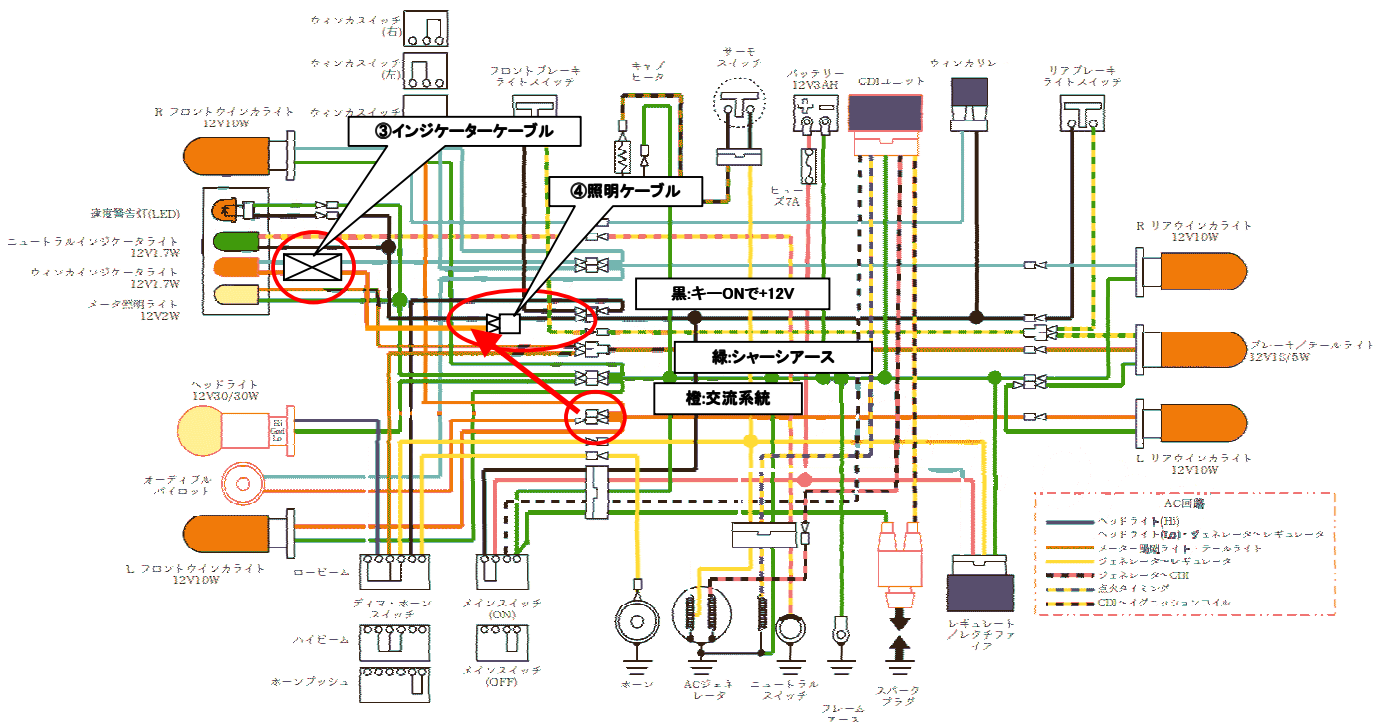 ウィンカスイッチ
(右)
ウィンカスイッチ
(左)
ウィンカスイッチ
フロントブレーキ
ライトスイッチ
キャブ
ヒータ
サーモ
スイッチ
バッテリー
12V3AH
CDIユニット
ウィンカリレ
リアブレーキ
ライトスイッチ
R フロントウインカライト
12V10W
③インジケーターケーブル
④照明ケーブル
ヒュー
ズ7A
速度警告灯(LED)
ニュートラルインジケータライト
12V1.7W
ウィンカインジケータライト
12V1.7W
メータ照明ライト
12V2W
R リアウインカライト
12V10W
黒:キーONで+12V
緑:シャーシアース
橙:交流系統
ブレーキ/テールライト
12V18/5W
ヘッドライト
12V30/30W
Hi
Gnd
Lo
L リアウインカライト
12V10W
オーディブル
パイロット
L フロントウインカライト
12V10W
AC回路
ヘッドライト(Hi)
ヘッドライト(Lo)・ジェネレータ～レギュレータ
メーター照明ライト・テールライト
ジェネレータ～レギュレータ
ジェネレータ～CDI
点火タイミング
CDI～イグニッションコイル
ロービーム
ディマ・ホーン
スイッチ
メインスイッチ
(ON)
ハイビーム
メインスイッチ
(OFF)
ホーンプッシュ
ホーン
ACジェネ
レータ
ニュートラル
スイッチ
フレーム
アース
スパーク
プラグ
レギュレート
/レクチファ
イア